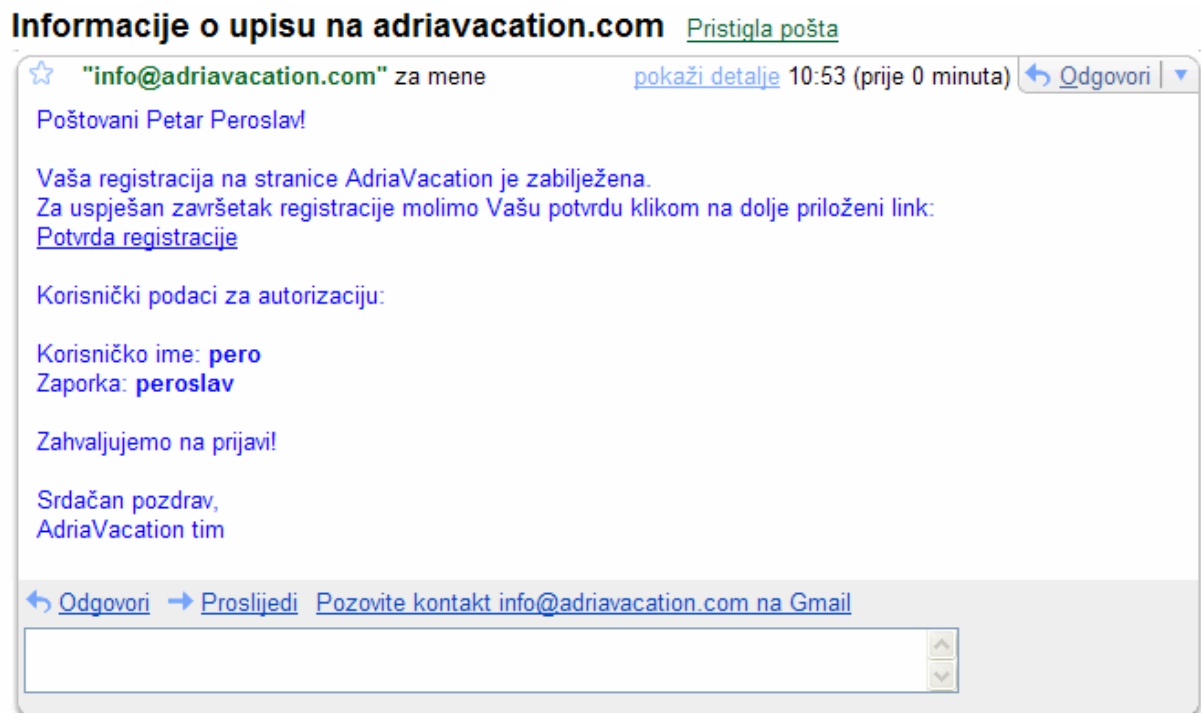 Informacije o upisu na adriavacation.com Pristigla pošta
"info@adriavacation.com" za mene pokaži detalje 10:53 (prije 0 minuta) Odgovori
Poštovani Petar Peroslav!
Vaša registracija na stranice AdriaVacation je zabilježena.
Za uspješan završetak registracije molimo Vašu potvrdu klikom na dolje priloženi link:
Potvrda registracije
Korisnički podaci za autorizaciju:
Korisničko ime: pero
Zaporka: peroslav
Zahvaljujemo na prijavi!
Srdačan pozdrav,
AdriaVacation tim
Odgovori Proslijedi Pozovite kontakt info@adriavacation.com na Gmail